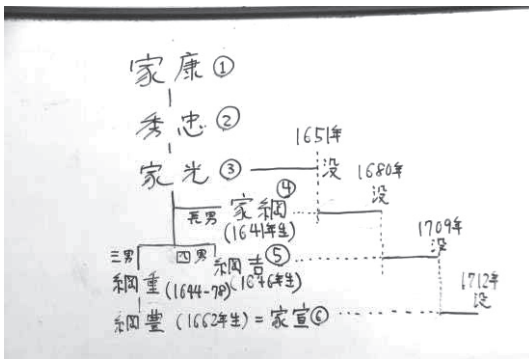 家康①
秀忠②
家光③
1651年
没
長男
家綱④
(1641年生)
1680年
没
三男
四男
綱重(1644-78)
綱吉⑤
(1646年生)
1709年
没
綱豊(1662年生)=家宣⑥
1712年
没